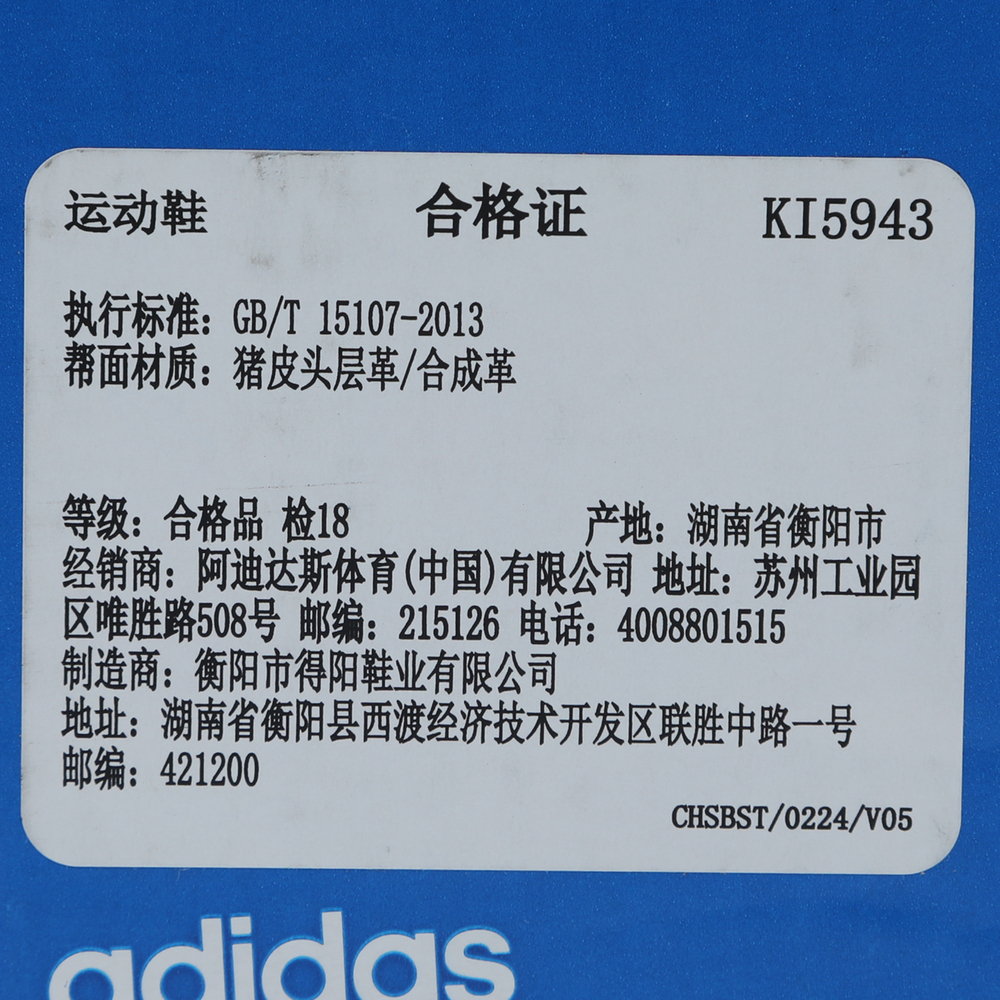 运动鞋 合格证 KI5943
执行标准：GB/T 15107-2013
帮面材质：猪皮头层革/合成革
等级：合格品 检18 产地：湖南省衡阳市
经销商：阿迪达斯体育(中国)有限公司 地址：苏州工业园
区唯胜路508号 邮编：215126 电话：4008801515
制造商：衡阳市得阳鞋业有限公司
地址：湖南省衡阳县西渡经济技术开发区联胜中路一号
邮编：421200
CHSBST/0224/V05
adidas